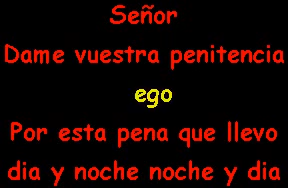 Señor
Dame vuestra penitencia
ego
Por esta pena que llevo
dia y noche noche y dia